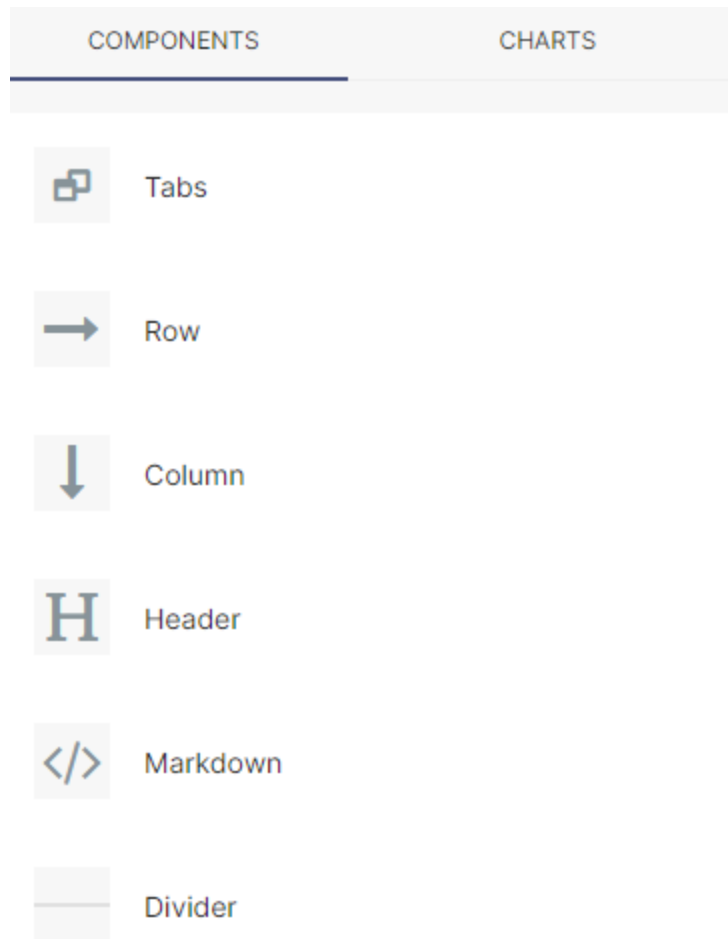 COMPONENTS CHARTS
Tabs
Row
Column
H Header
</> Markdown
Divider